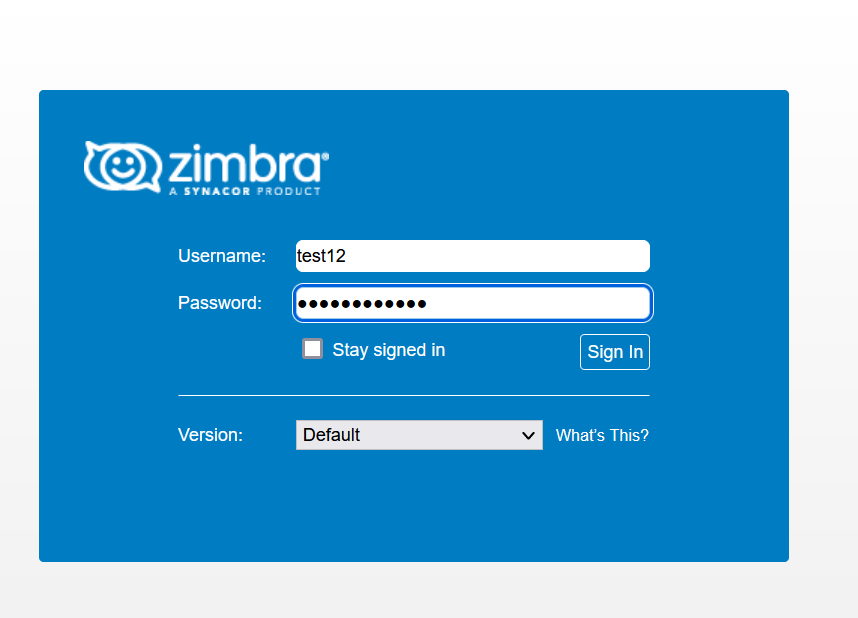 zimbra®
A SYNACOR PRODUCT
Username: test12
Password: ●●●●●●●●●●●●
Stay signed in Sign In
Version: Default What's This?